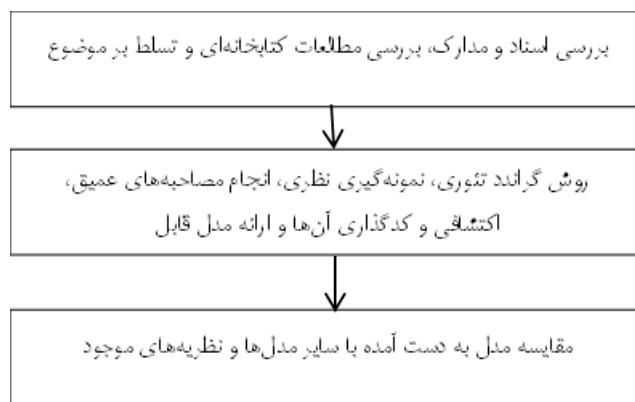 بررسی اسناد و مدارک، بررسی مطالعات کتابخانه‌ای و تسلط بر موضوع
روش گراندد تئوری، نمونه‌گیری نظری، انجام مصاحبه‌های عمیق،
اکتشافی و کدگذاری آن‌ها و ارائه مدل قابل
مقایسه مدل به دست آمده با سایر مدل‌ها و نظریه‌های موجود